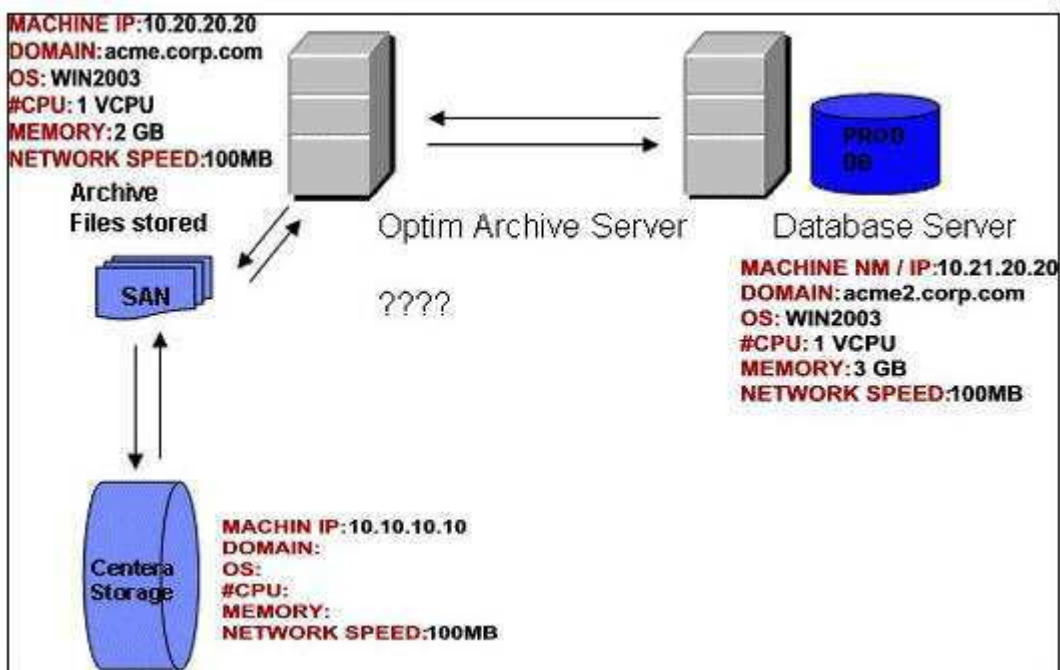 MACHINE IP:10.20.20.20
DOMAIN: acme.corp.com
OS: WIN2003
#CPU: 1 VCPU
MEMORY: 2 GB
NETWORK SPEED:100MB
Archive
Files stored
SAN
Optim Archive Server
????
PROD
DB
Database Server
MACHINE NM / IP:10.21.20.20
DOMAIN: acme2.corp.com
OS: WIN2003
#CPU: 1 VCPU
MEMORY: 3 GB
NETWORK SPEED:100MB
Centera
Storage
MACHIN IP:10.10.10.10
DOMAIN:
OS:
#CPU:
MEMORY:
NETWORK SPEED:100MB